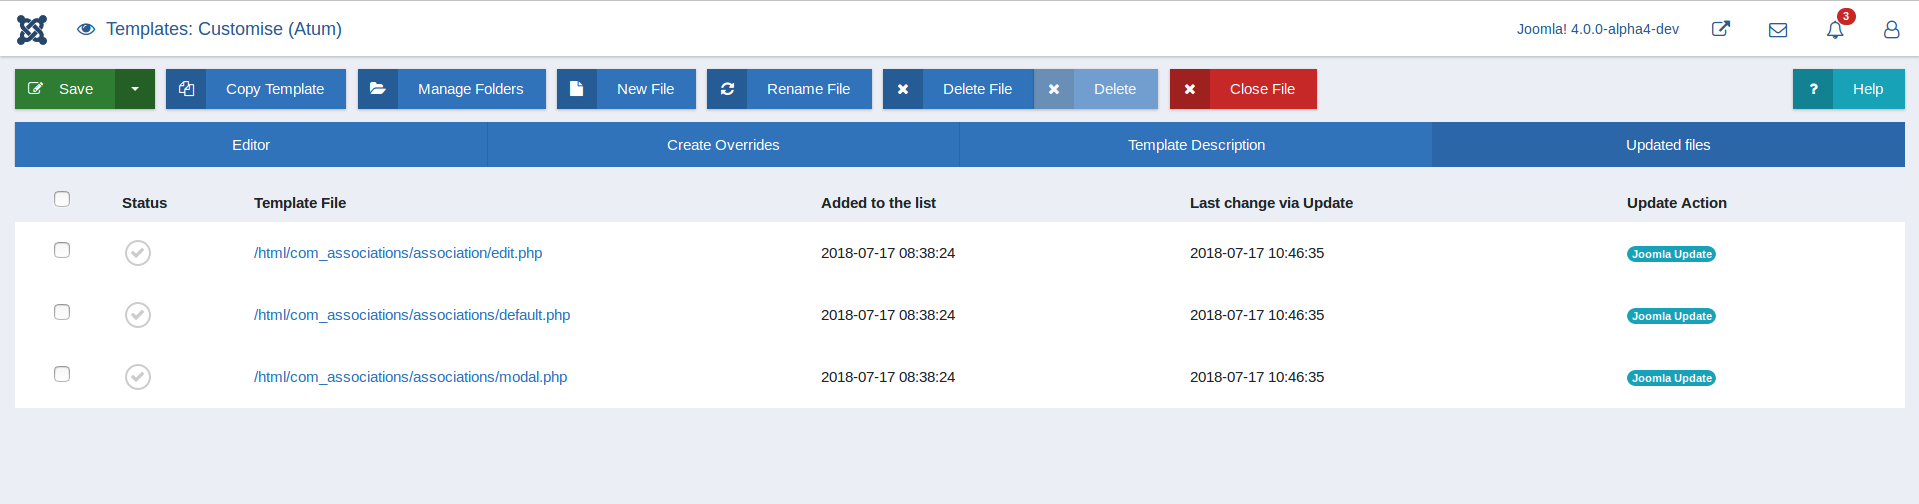 Templates: Customise (Atum) Joomla! 4.0.0-alpha4-dev 3
Save Copy Template Manage Folders New File Rename File Delete File Delete Close File ? Help
Editor Create Overrides Template Description Updated files
Status Template File Added to the list Last change via Update Update Action
/html/com_associations/association/edit.php 2018-07-17 08:38:24 2018-07-17 10:46:35 Joomla Update
/html/com_associations/associations/default.php 2018-07-17 08:38:24 2018-07-17 10:46:35 Joomla Update
/html/com_associations/associations/modal.php 2018-07-17 08:38:24 2018-07-17 10:46:35 Joomla Update